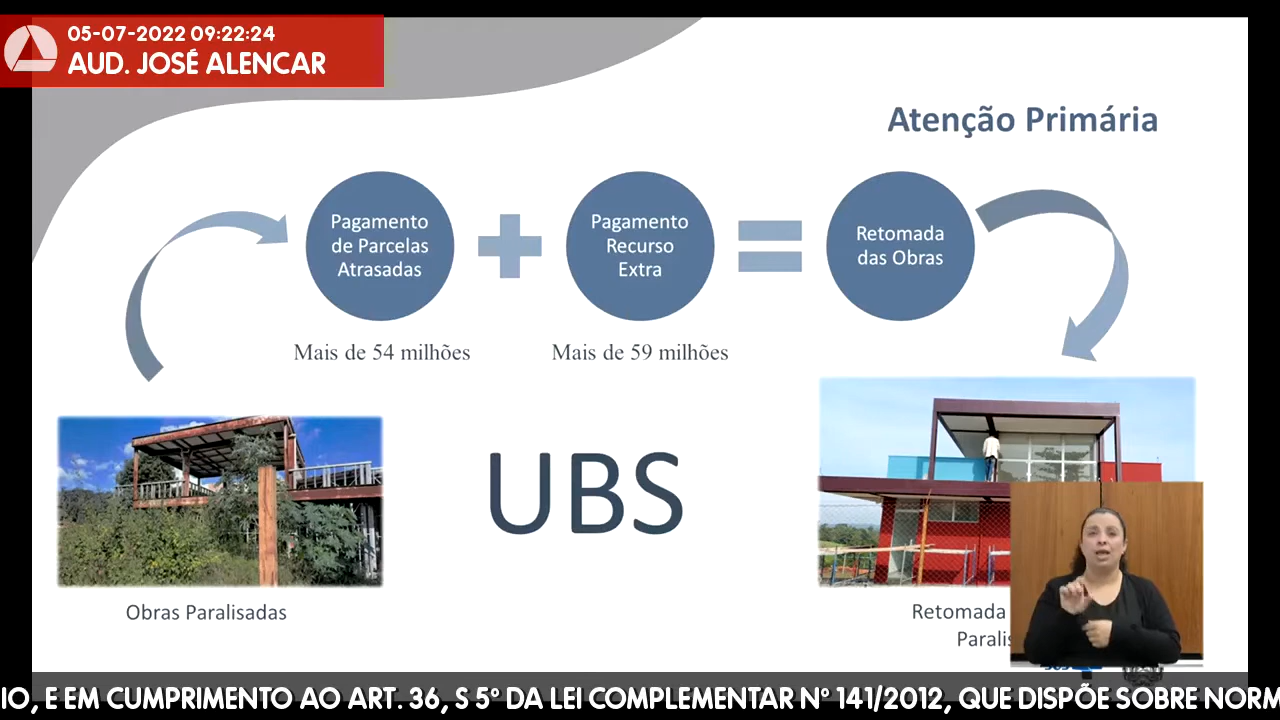 05-07-2022 09:22:24
AUD. JOSÉ ALENCAR
Atenção Primária
Pagamento
de Parcelas
Atrasadas
Pagamento
Recurso
Extra
Retomada
das Obras
Mais de 54 milhões
Mais de 59 milhões
UBS
Obras Paralisadas
Retomada
IO, E EM CUMPRIMENTO AO ART. 36, S 5º DA LEI COMPLEMENTAR Nº 141/2012, QUE DISPÕE SOBRE NORM